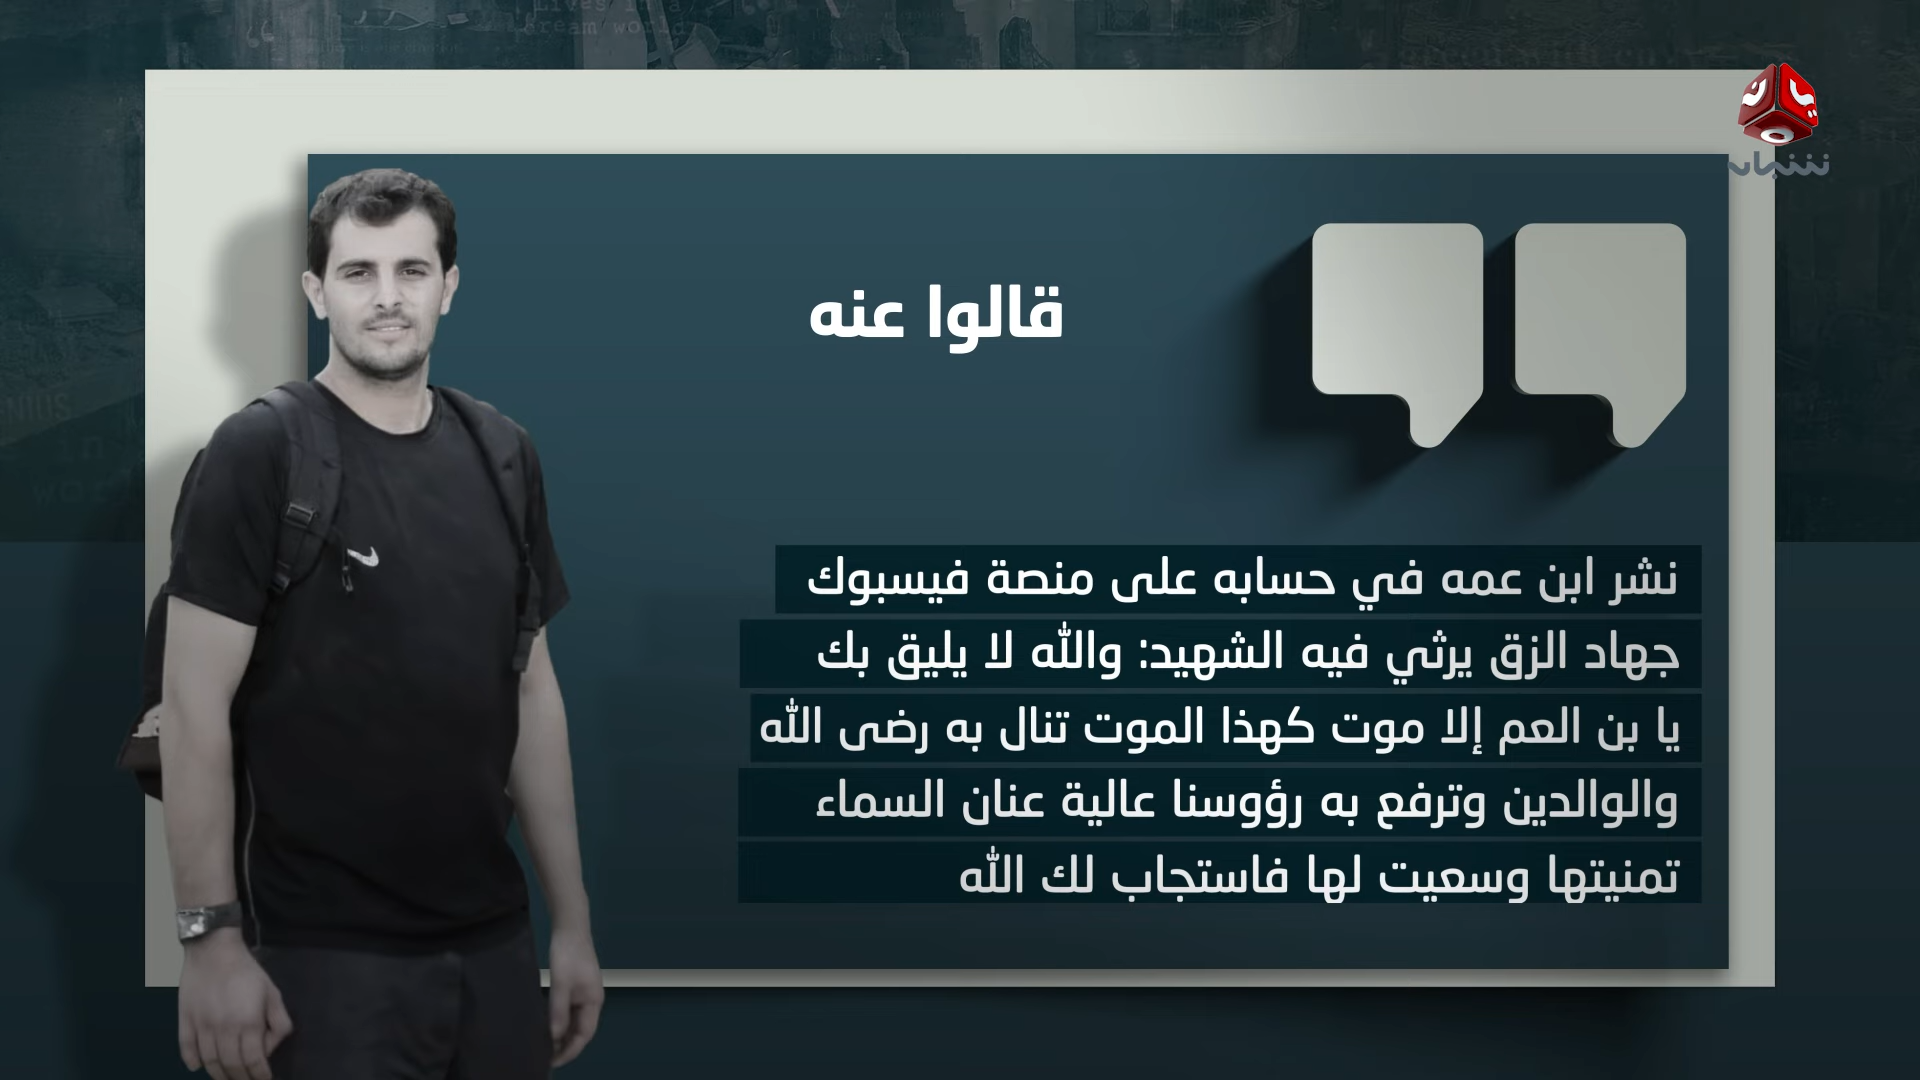 قالوا عنه
نشر ابن عمه في حسابه على منصة فيسبوك
جهاد الزق يرثي فيه الشهيد: والله لا يليق بك
يا بن العم إلا موت كهذا الموت تنال به رضى الله
والوالدين وترفع به رؤوسنا عالية عنان السماء
تمنيتها وسعيت لها فاستجاب لك الله
شباب